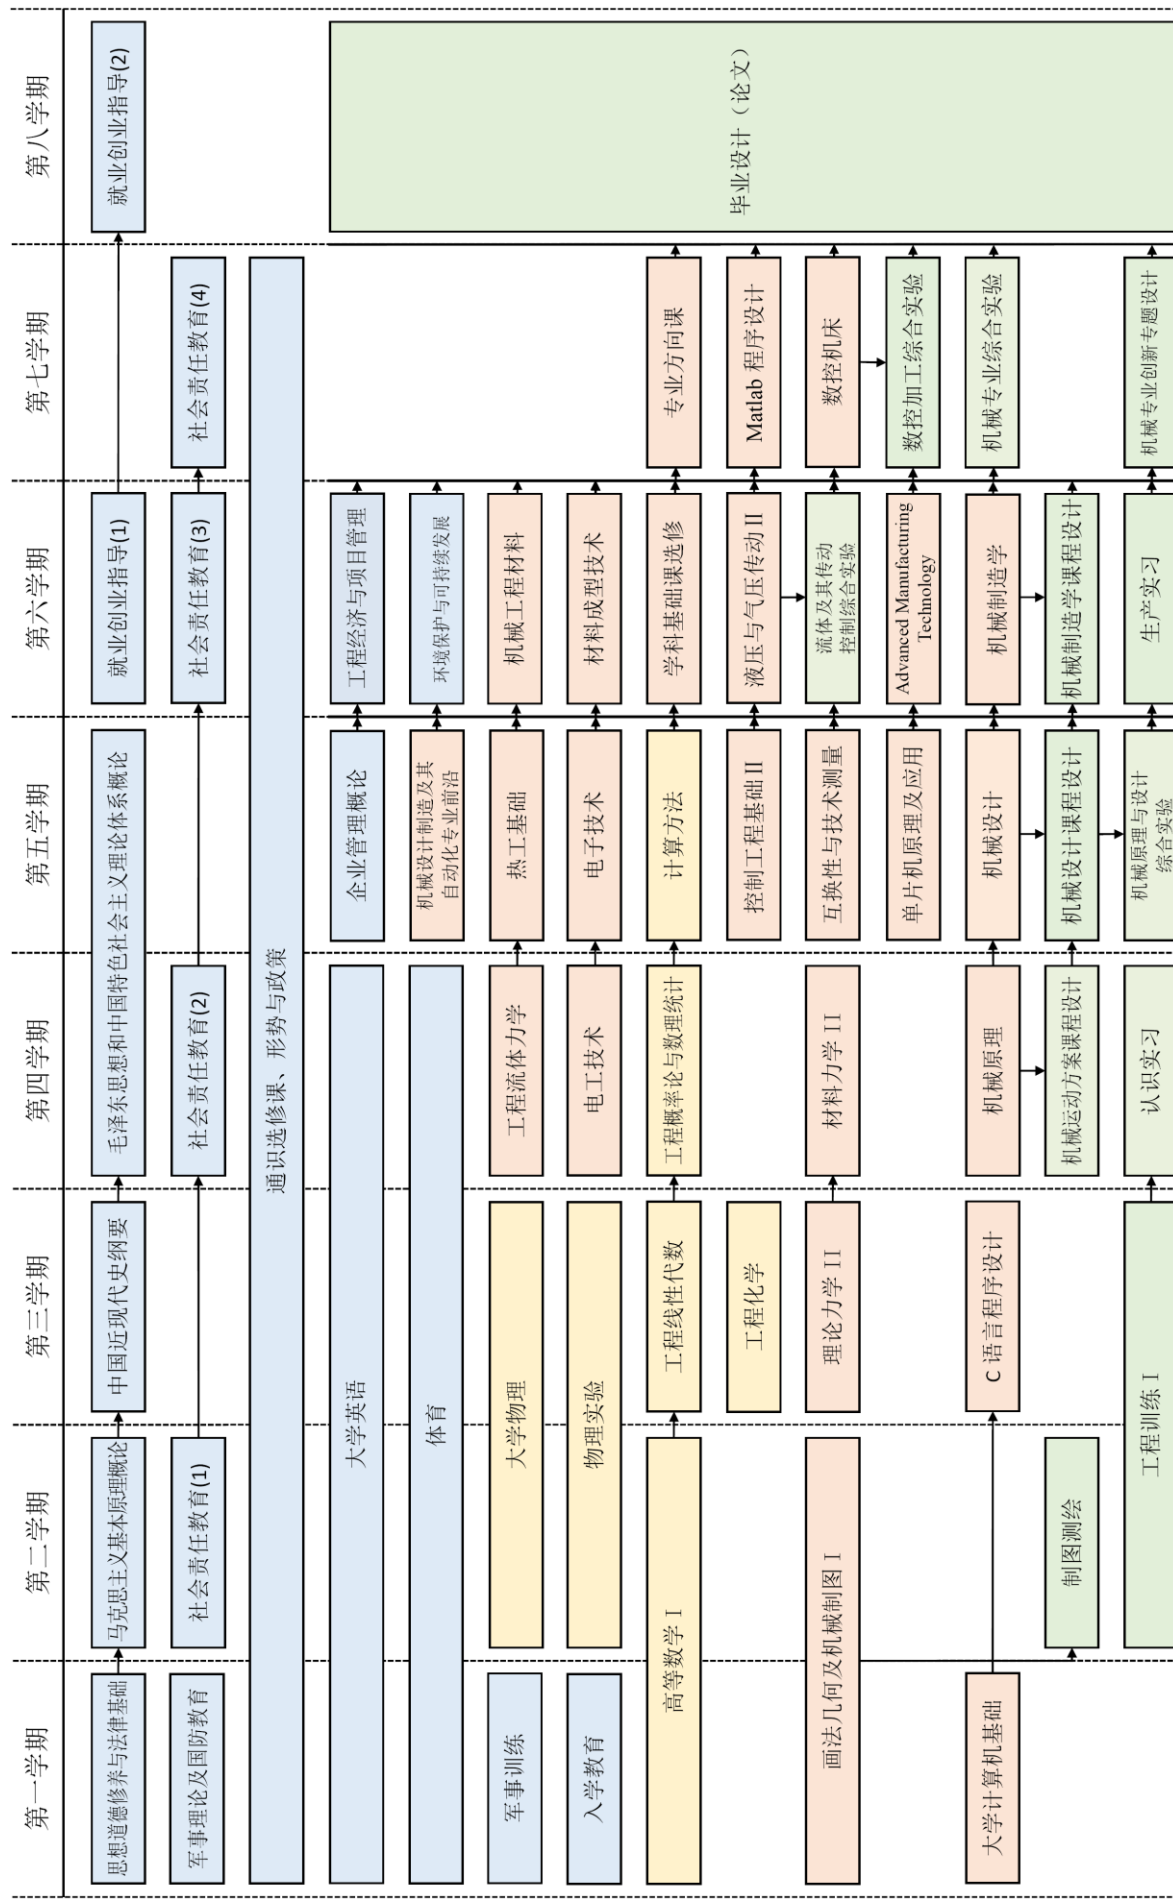 第一学期
第二学期
第三学期
第四学期
第五学期
第六学期
第七学期
第八学期
思想道德修养与法律基础
马克思主义基本原理概论
中国近现代史纲要
毛泽东思想和中国特色社会主义理论体系概论
就业创业指导(1)
就业创业指导(2)
军事理论及国防教育
社会责任教育(1)
社会责任教育(2)
社会责任教育(3)
社会责任教育(4)
通识选修课、形势与政策
大学英语
企业管理概论
工程经济与项目管理
体育
机械设计制造及其
自动化专业前沿
环境保护与可持续发展
军事训练
大学物理
工程流体力学
热工基础
机械工程材料
入学教育
物理实验
电工技术
电子技术
材料成型技术
高等数学 I
工程线性代数
工程概率论与数理统计
计算方法
学科基础课选修
专业方向课
工程化学
控制工程基础 II
液压与气压传动 II
Matlab 程序设计
画法几何及机械制图 I
理论力学 II
材料力学 II
互换性与技术测量
流体及其传动
控制综合实验
数控机床
单片机原理及应用
Advanced Manufacturing
Technology
数控加工综合实验
大学计算机基础
C 语言程序设计
机械原理
机械设计
机械制造学
机械专业综合实验
制图测绘
机械运动方案课程设计
机械设计课程设计
机械制造学课程设计
工程训练 I
认识实习
机械原理与设计
综合实验
生产实习
机械专业创新专题设计
毕业设计（论文）